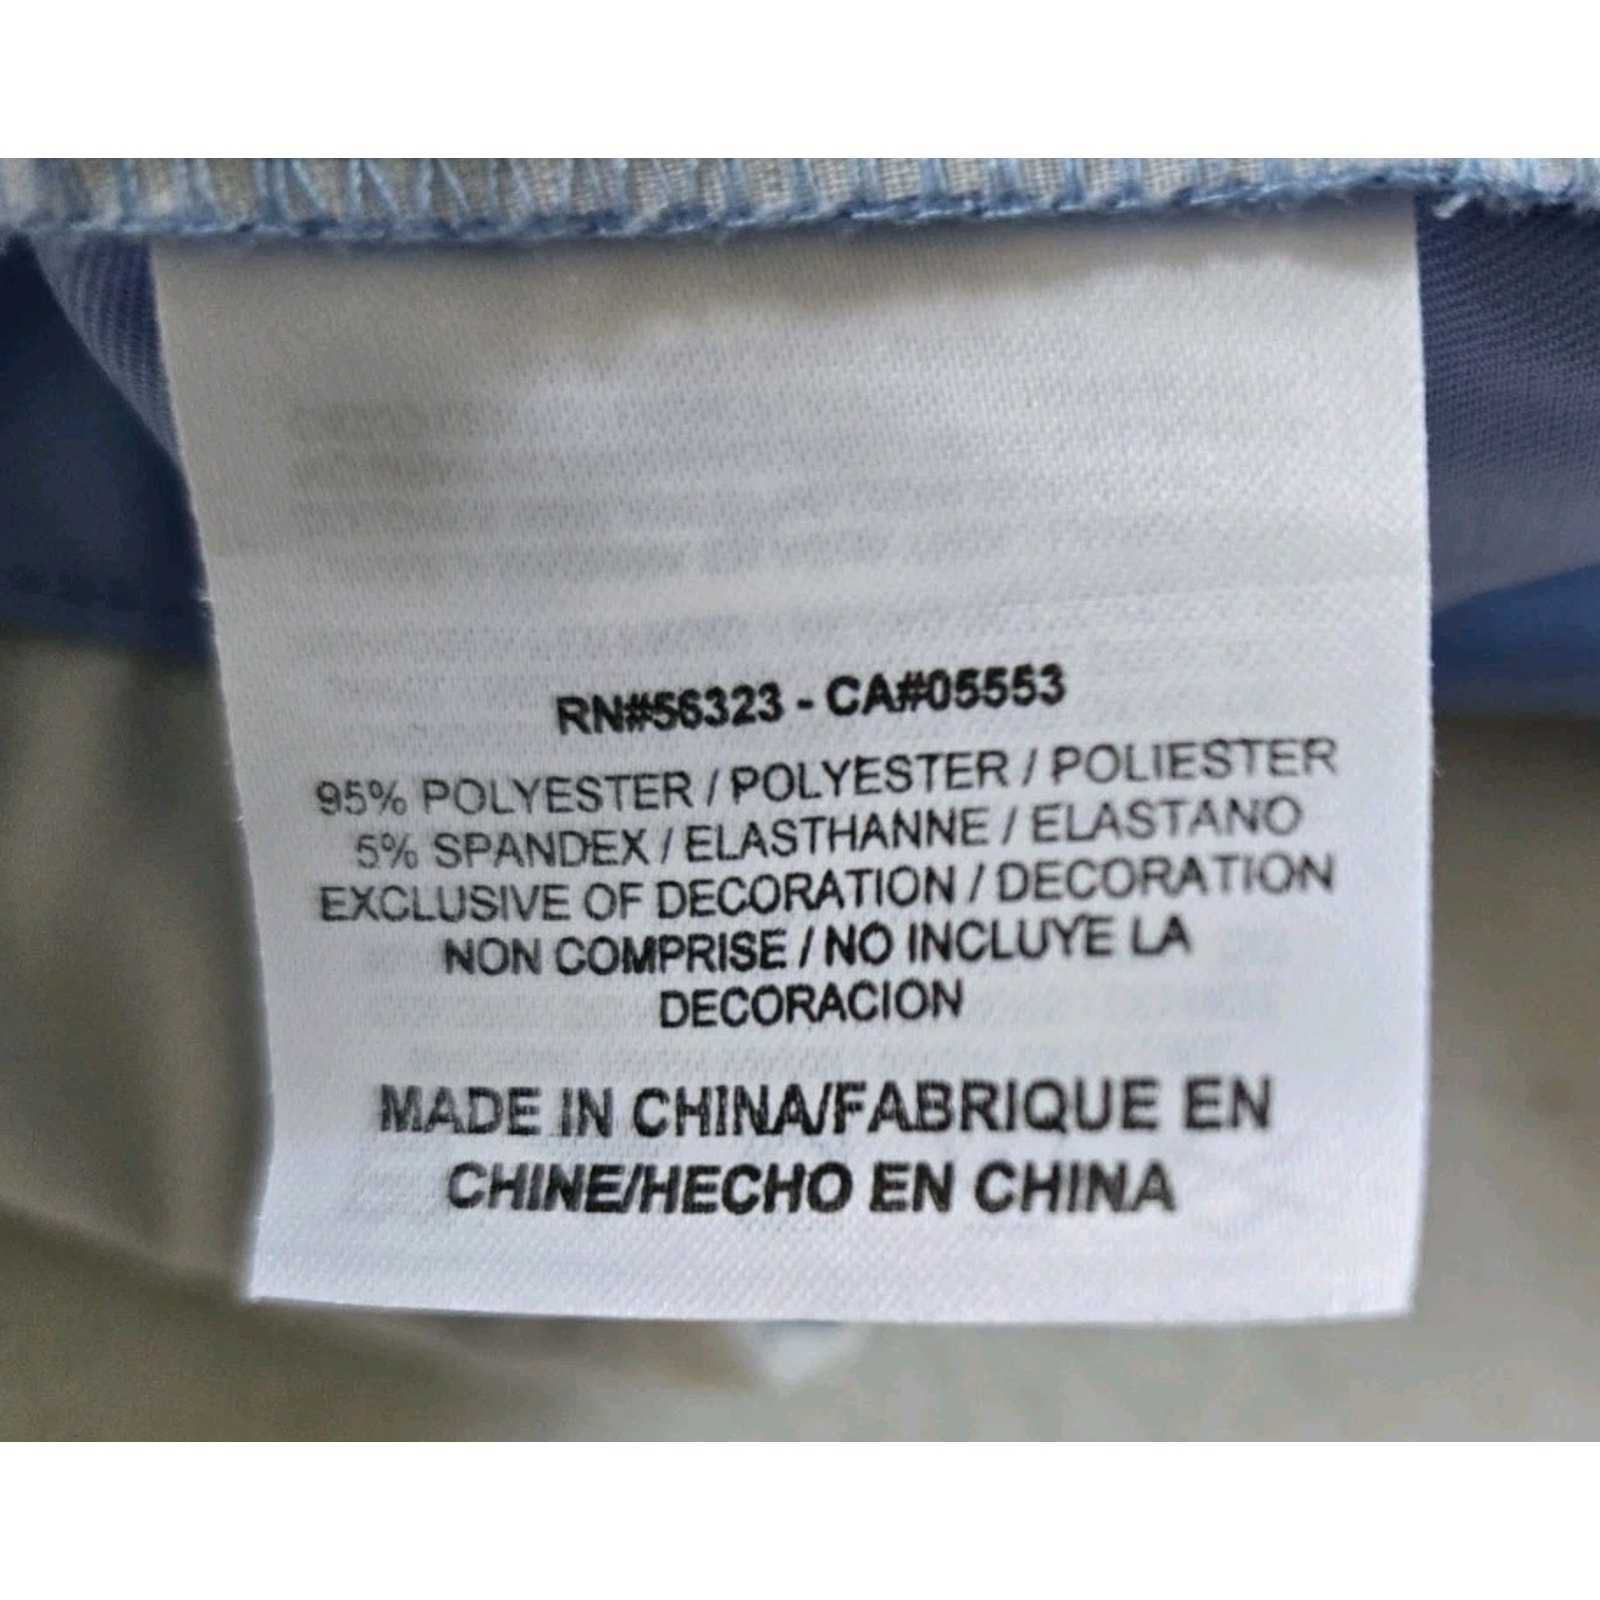 RN#56323 - CA#05553
95% POLYESTER / POLYESTER / POLIESTER
5% SPANDEX / ELASTHANNE / ELASTANO
EXCLUSIVE OF DECORATION / DECORATION
NON COMPRISE / NO INCLUYE LA
DECORACION
MADE IN CHINA/FABRIQUE EN
CHINE/HECHO EN CHINA